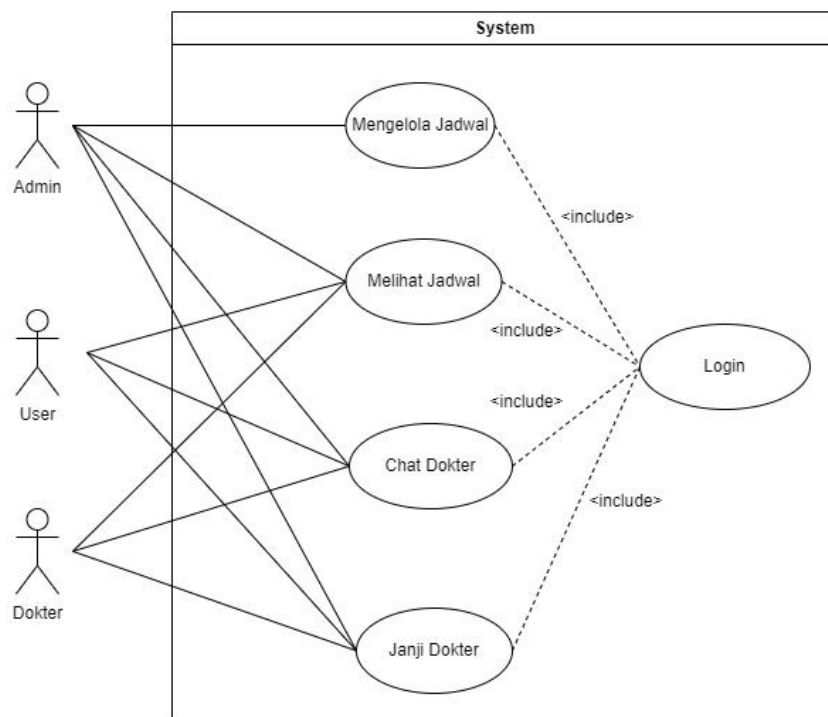 System
Admin
Mengelola Jadwal
<include>
Melihat Jadwal
<include>
User
Login
<include>
Chat Dokter
<include>
Dokter
Janji Dokter